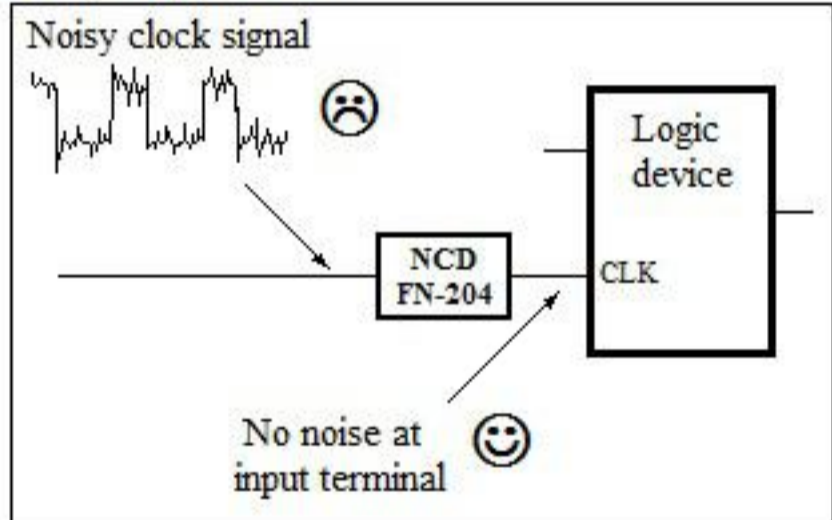 Noisy clock signal
Logic
device
NCD
FN-204
CLK
No noise at
input terminal